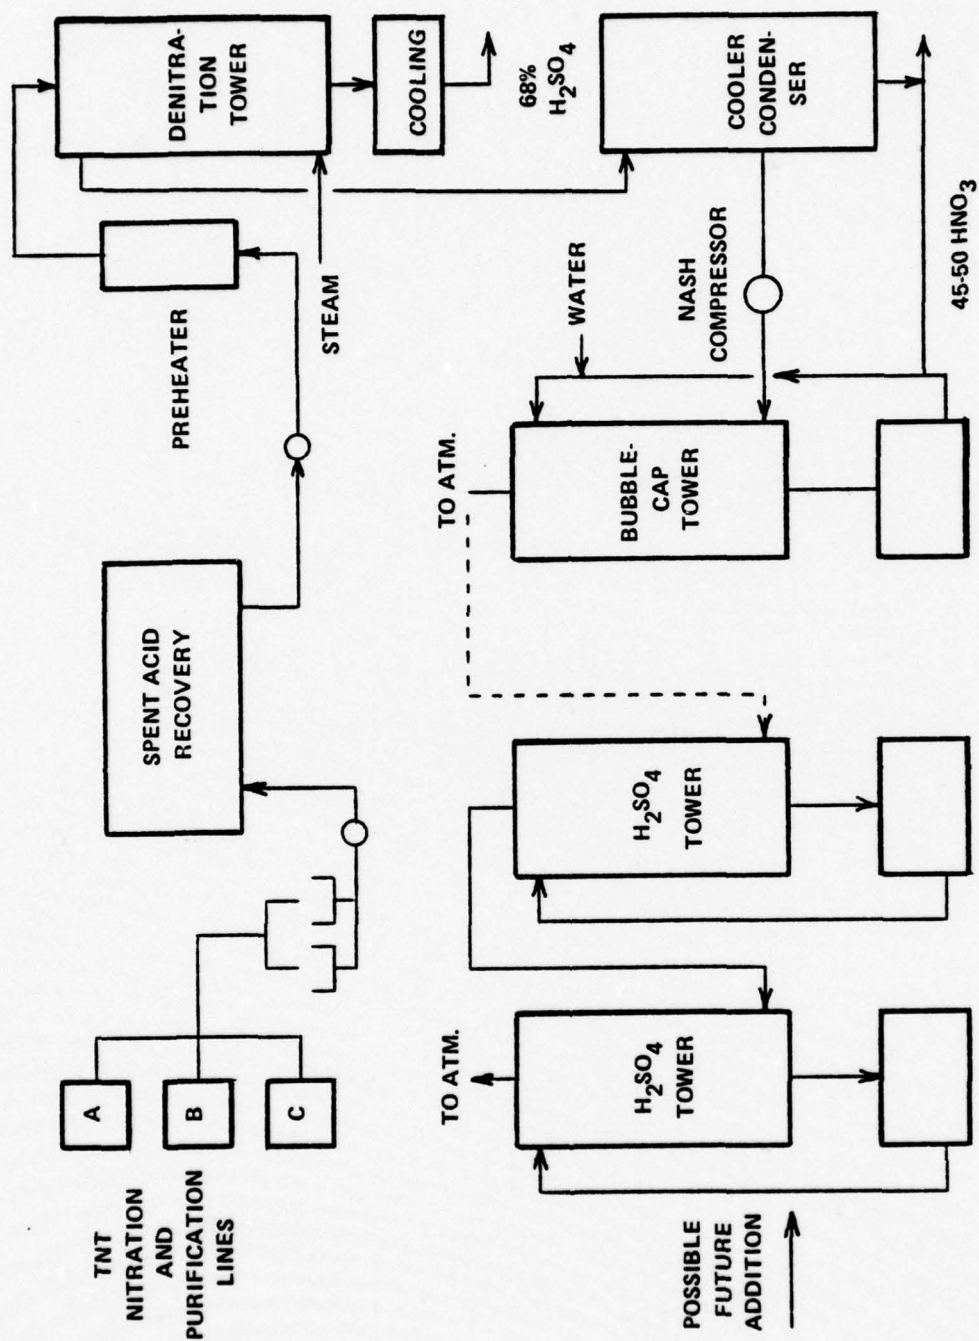 TNT
NITRATION
AND
PURIFICATION
LINES
A
B
C
SPENT ACID
RECOVERY
PREHEATER
STEAM
DENITRA-
TION
TOWER
COOLING
68%
H₂SO₄
POSSIBLE
FUTURE
ADDITION
TO ATM.
H₂SO₄
TOWER
H₂SO₄
TOWER
TO ATM.
BUBBLE-
CAP
TOWER
WATER
NASH
COMPRESSOR
COOLER
CONDEN-
SER
45-50 HNO₃